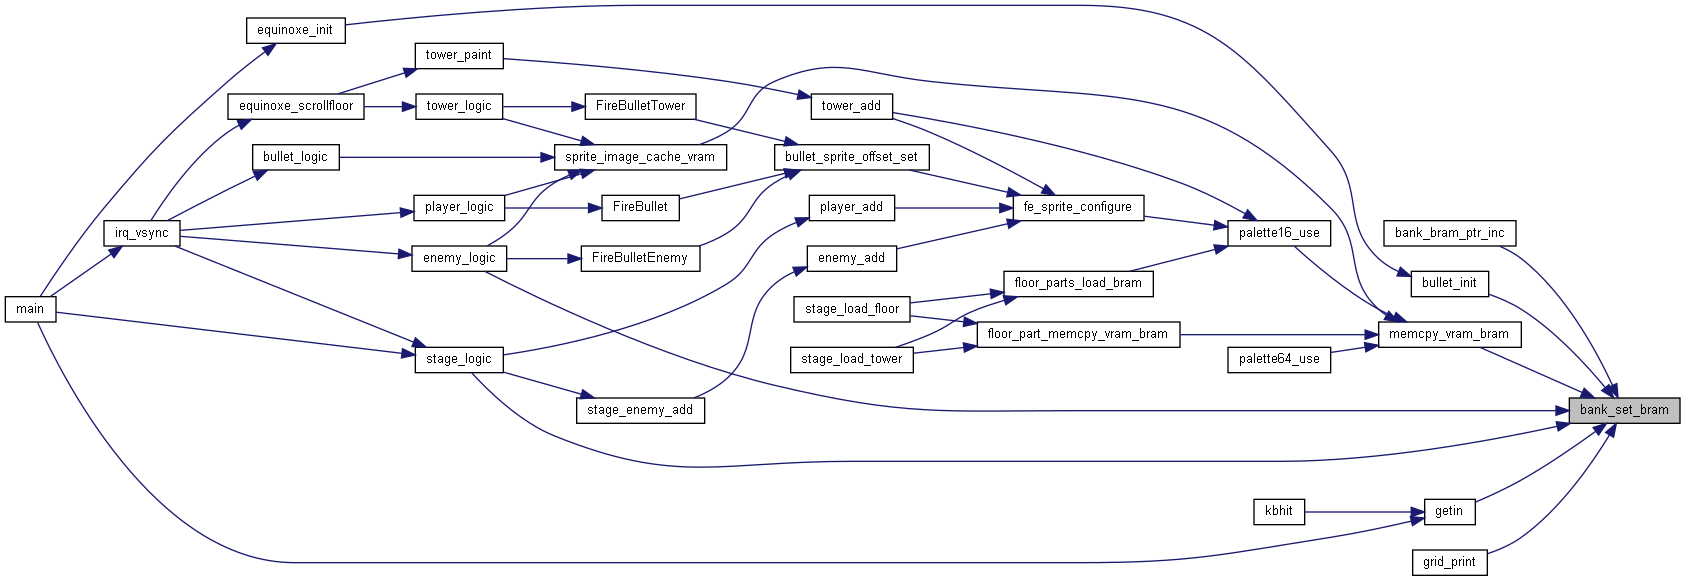 equinoxe_init
tower_paint
equinoxe_scrollfloor
tower_logic
FireBulletTower
tower_add
bullet_logic
sprite_image_cache_vram
bullet_sprite_offset_set
player_logic
FireBullet
player_add
fe_sprite_configure
irq_vsync
palette16_use
bank_bram_ptr_inc
enemy_logic
FireBulletEnemy
enemy_add
floor_parts_load_bram
bullet_init
main
stage_load_floor
floor_part_memcpy_vram_bram
memcpy_vram_bram
stage_logic
stage_load_tower
palette64_use
stage_enemy_add
bank_set_bram
kbhit
getin
grid_print